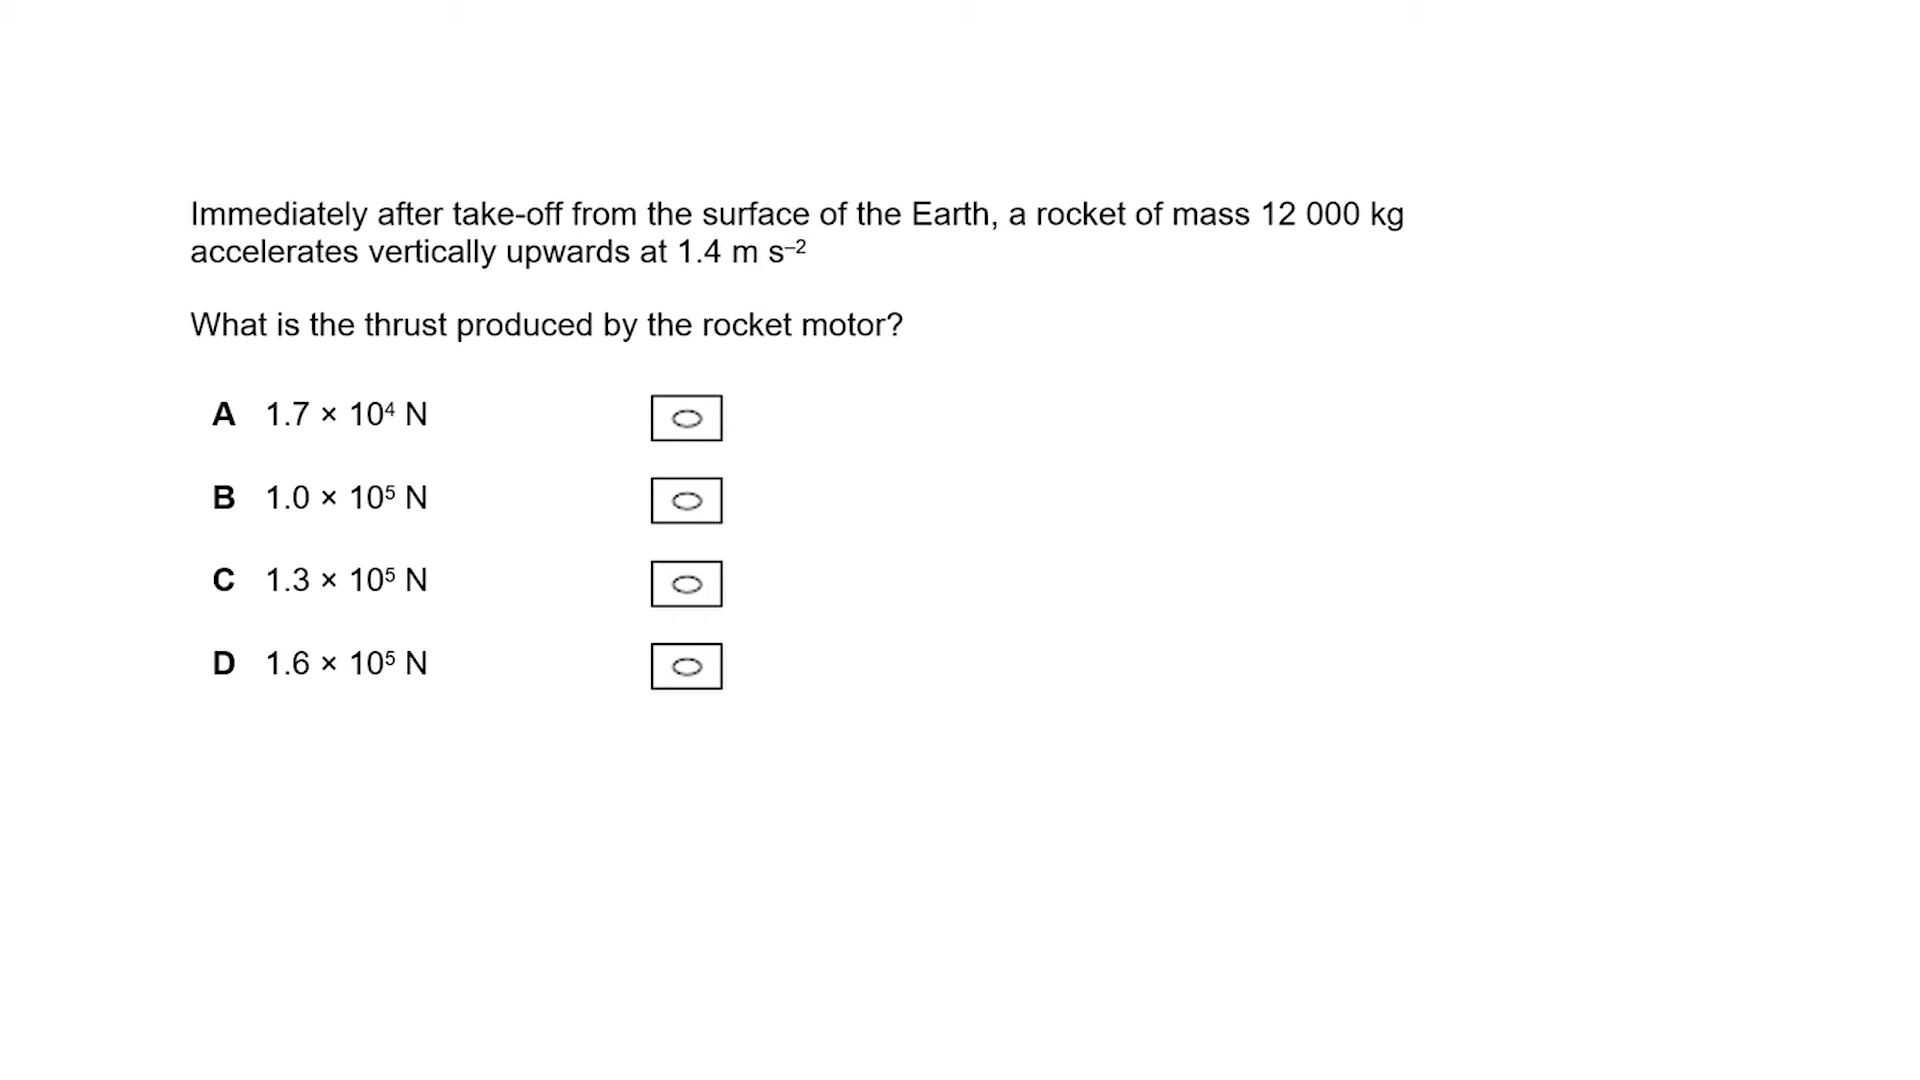 Immediately after take-off from the surface of the Earth, a rocket of mass 12 000 kg
accelerates vertically upwards at 1.4 m s⁻²
What is the thrust produced by the rocket motor?
A 1.7 × 10⁴ N
B 1.0 × 10⁵ N
C 1.3 × 10⁵ N
D 1.6 × 10⁵ N